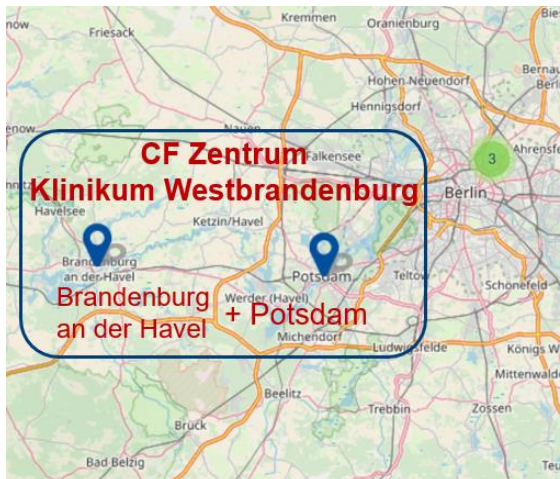 Kremmen
Oranienburg
Friesack
Hohen Neuendorf
Hennigsdorf
Nauen
Falkensee
Ahrensfe
3
CF Zentrum
Klinikum Westbrandenburg
Berlin
Havelsee
Ketzin/Havel
Brandenburg
an der Havel
Potsdam
Teltow
Schönefeld
Brandenburg
an der Havel
+ Potsdam
Werder (Havel)
Michendorf
Ludwigsfelde
Königs W
Mittenwalde
Beelitz
Trebbin
Zossen
Brück
Bad Belzig